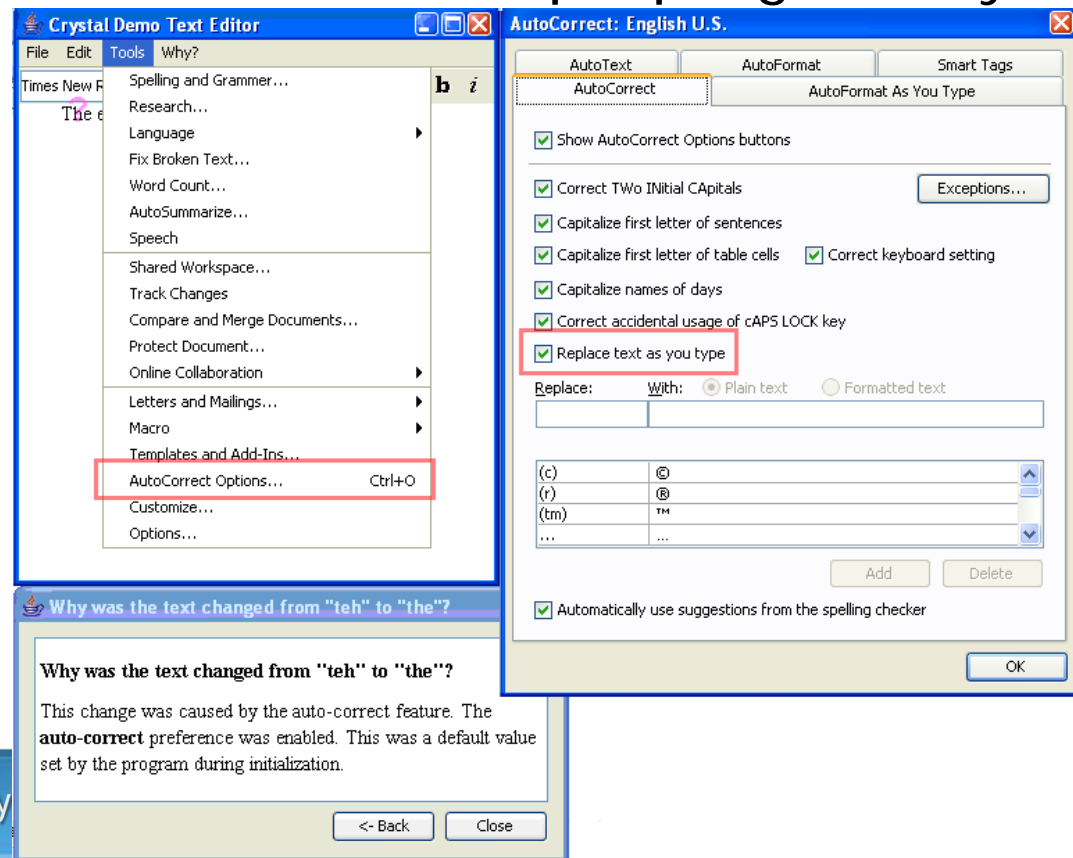 Crystal Demo Text Editor
File Edit Tools Why?
Times New
b i
The
Spelling and Grammer...
Research...
Language
Fix Broken Text...
Word Count...
AutoSummarize...
Speech
Shared Workspace...
Track Changes
Compare and Merge Documents...
Protect Document...
Online Collaboration
Letters and Mailings...
Macro
Templates and Add-Ins...
AutoCorrect Options... Ctrl+O
Customize...
Options...
AutoCorrect: English U.S.
AutoText AutoFormat Smart Tags
AutoCorrect AutoFormat As You Type
Show AutoCorrect Options buttons
Correct TWo INitial CApitals Exceptions...
Capitalize first letter of sentences
Capitalize first letter of table cells Correct keyboard setting
Capitalize names of days
Correct accidental usage of cAPS LOCK key
Replace text as you type
Replace: With: Plain text Formatted text
(c) ©
(r) ®
(tm) ™
... ...
Add Delete
Automatically use suggestions from the spelling checker
OK
Why was the text changed from "teh" to "the"?
Why was the text changed from "teh" to "the"?
This change was caused by the auto-correct feature. The
auto-correct preference was enabled. This was a default value
set by the program during initialization.
<- Back Close